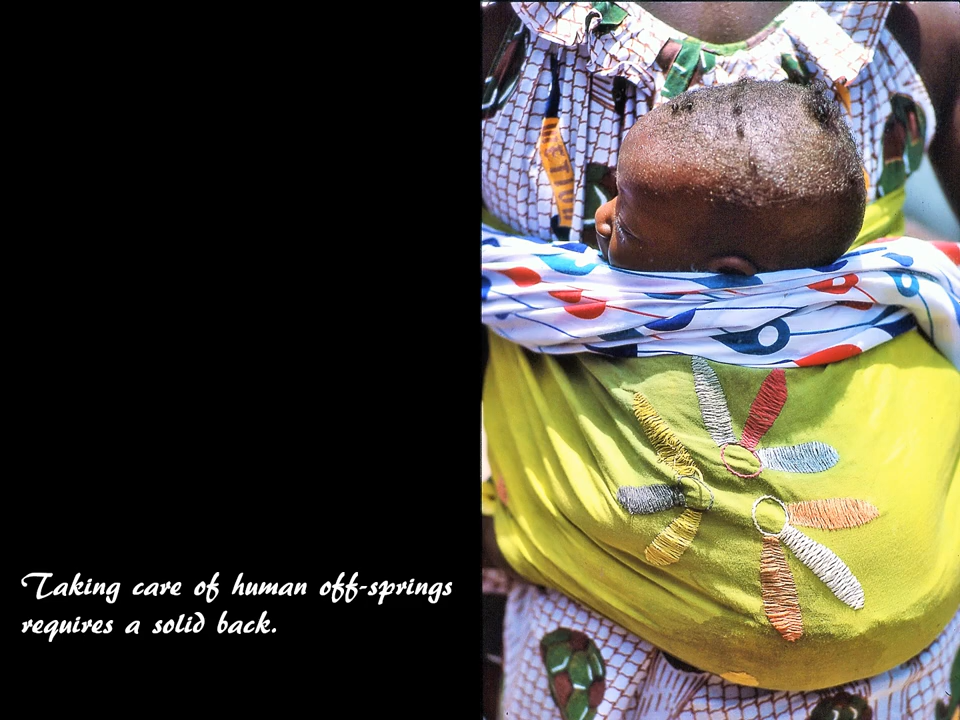 Taking care of human off-springs
requires a solid back.